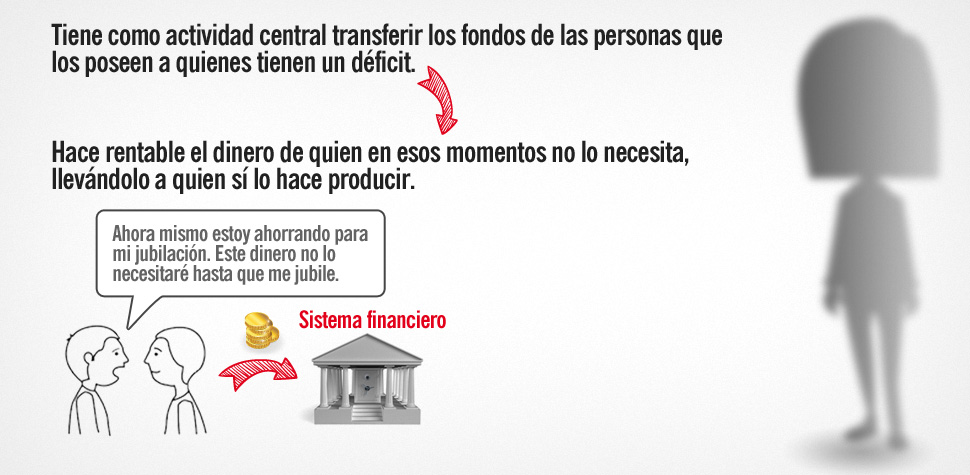 Tiene como actividad central transferir los fondos de las personas que
los poseen a quienes tienen un déficit.
Hace rentable el dinero de quien en esos momentos no lo necesita,
llevándolo a quien sí lo hace producir.
Ahora mismo estoy ahorrando para
mi jubilación. Este dinero no lo
necesitaré hasta que me jubile.
Sistema financiero